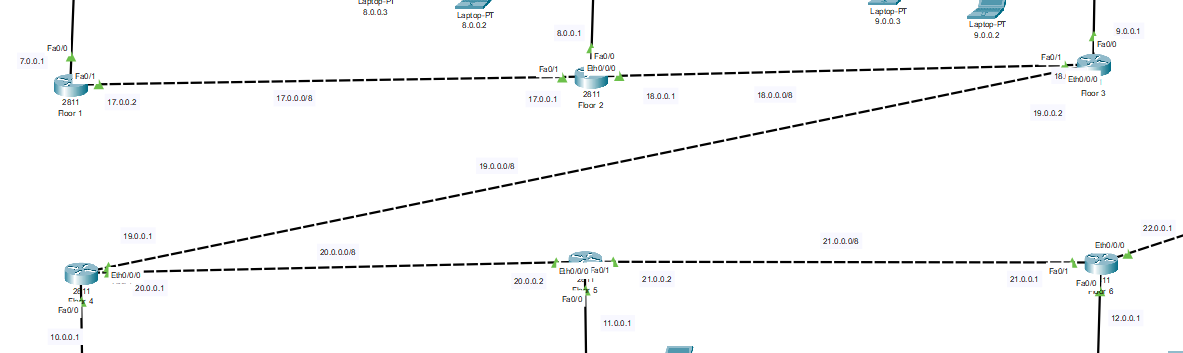 Laptop-PT
8.0.0.3
Laptop-PT
8.0.0.2
Laptop-PT
9.0.0.3
Laptop-PT
9.0.0.2
Fa0/0
7.0.0.1
Fa0/1
2811
Floor 1
17.0.0.2
17.0.0.0/8
8.0.0.1
Fa0/0
Fa0/1
Eth0/0/0
17.0.0.1
2811
Floor 2
18.0.0.1
18.0.0.0/8
9.0.0.1
Fa0/0
Fa0/1
18.
Eth0/0/0
Floor 3
19.0.0.2
19.0.0.0/8
19.0.0.1
Eth0/0/0
20.0.0.1
Fa0/0
10.0.0.1
20.0.0.0/8
20.0.0.2
Eth0/0/0
Fa0/1
Fa0/0
21.0.0.2
11.0.0.1
21.0.0.0/8
22.0.0.1
Eth0/0/0
Fa0/1
21.0.0.1
Fa0/0
12.0.0.1